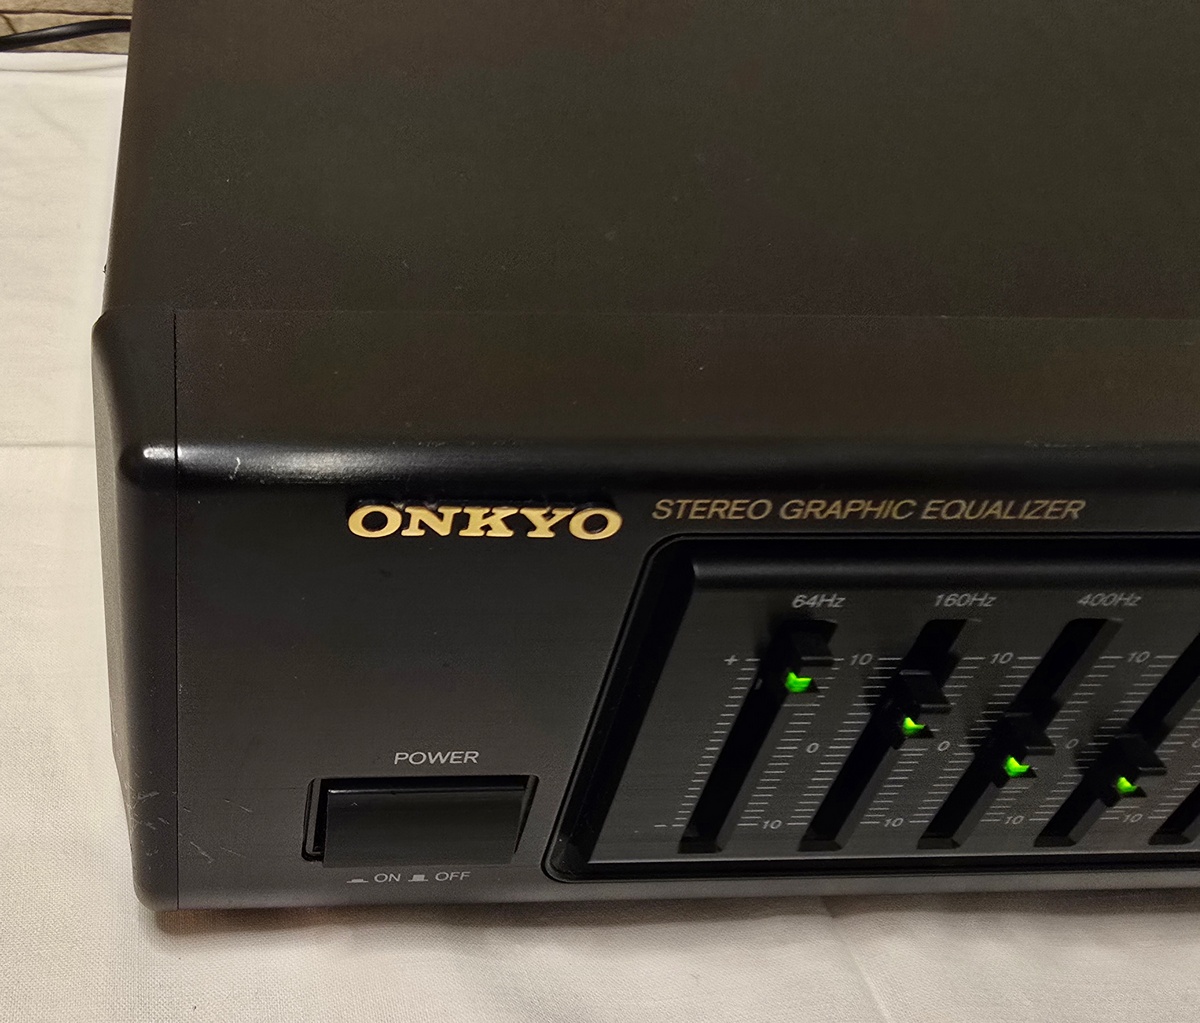 ONKYO STEREO GRAPHIC EQUALIZER
64Hz 160Hz 400Hz
+ 10 10 10
0 0 0
POWER
- 10 10 10 10
ON OFF